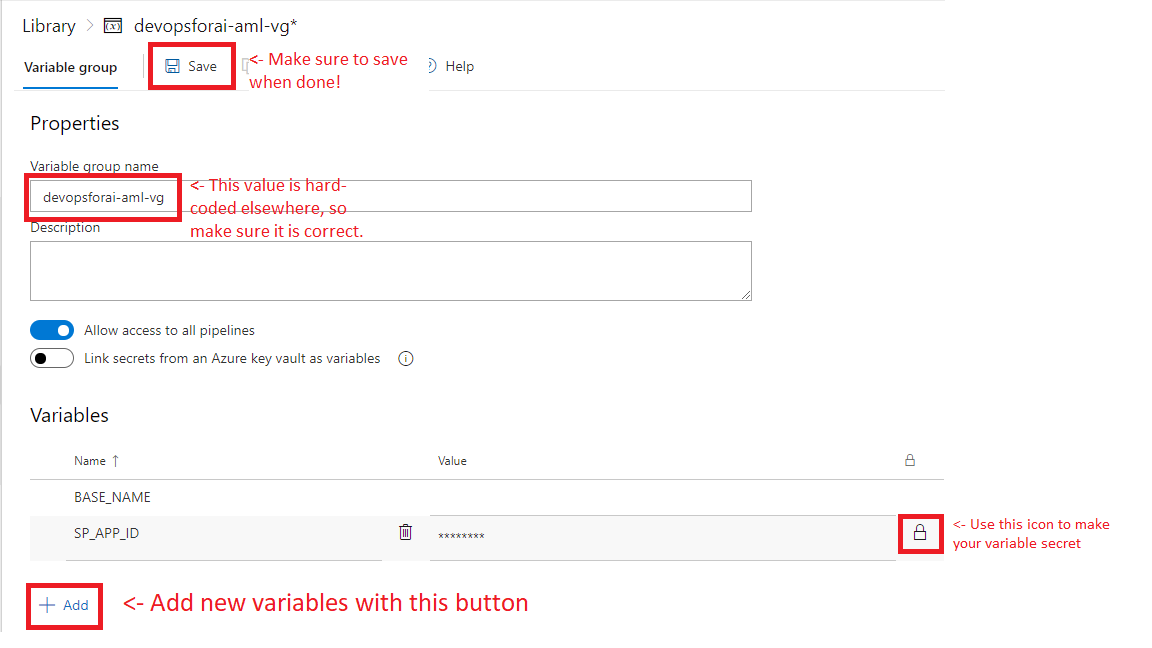 Library > devopsforai-aml-vg*
Variable group
Save
<- Make sure to save
when done!
Help
Properties
Variable group name
devopsforai-aml-vg
<- This value is hard-
coded elsewhere, so
make sure it is correct.
Description
Allow access to all pipelines
Link secrets from an Azure key vault as variables
Variables
Name ↑
Value
BASE_NAME
SP_APP_ID
********
<- Use this icon to make
your variable secret
+ Add
<- Add new variables with this button